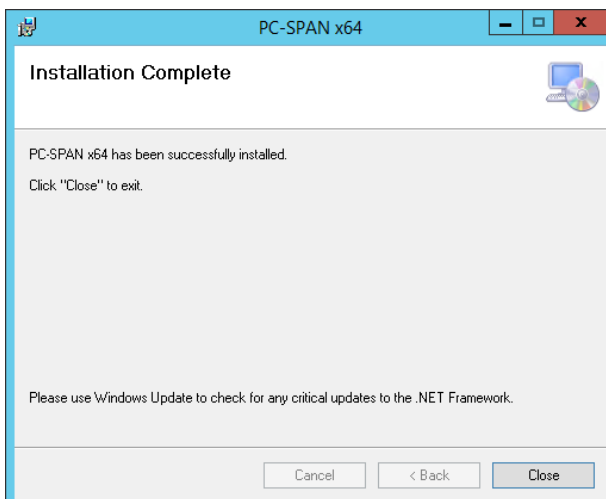 PC-SPAN x64
Installation Complete
PC-SPAN x64 has been successfully installed.
Click "Close" to exit.
Please use Windows Update to check for any critical updates to the .NET Framework.
Cancel
< Back
Close